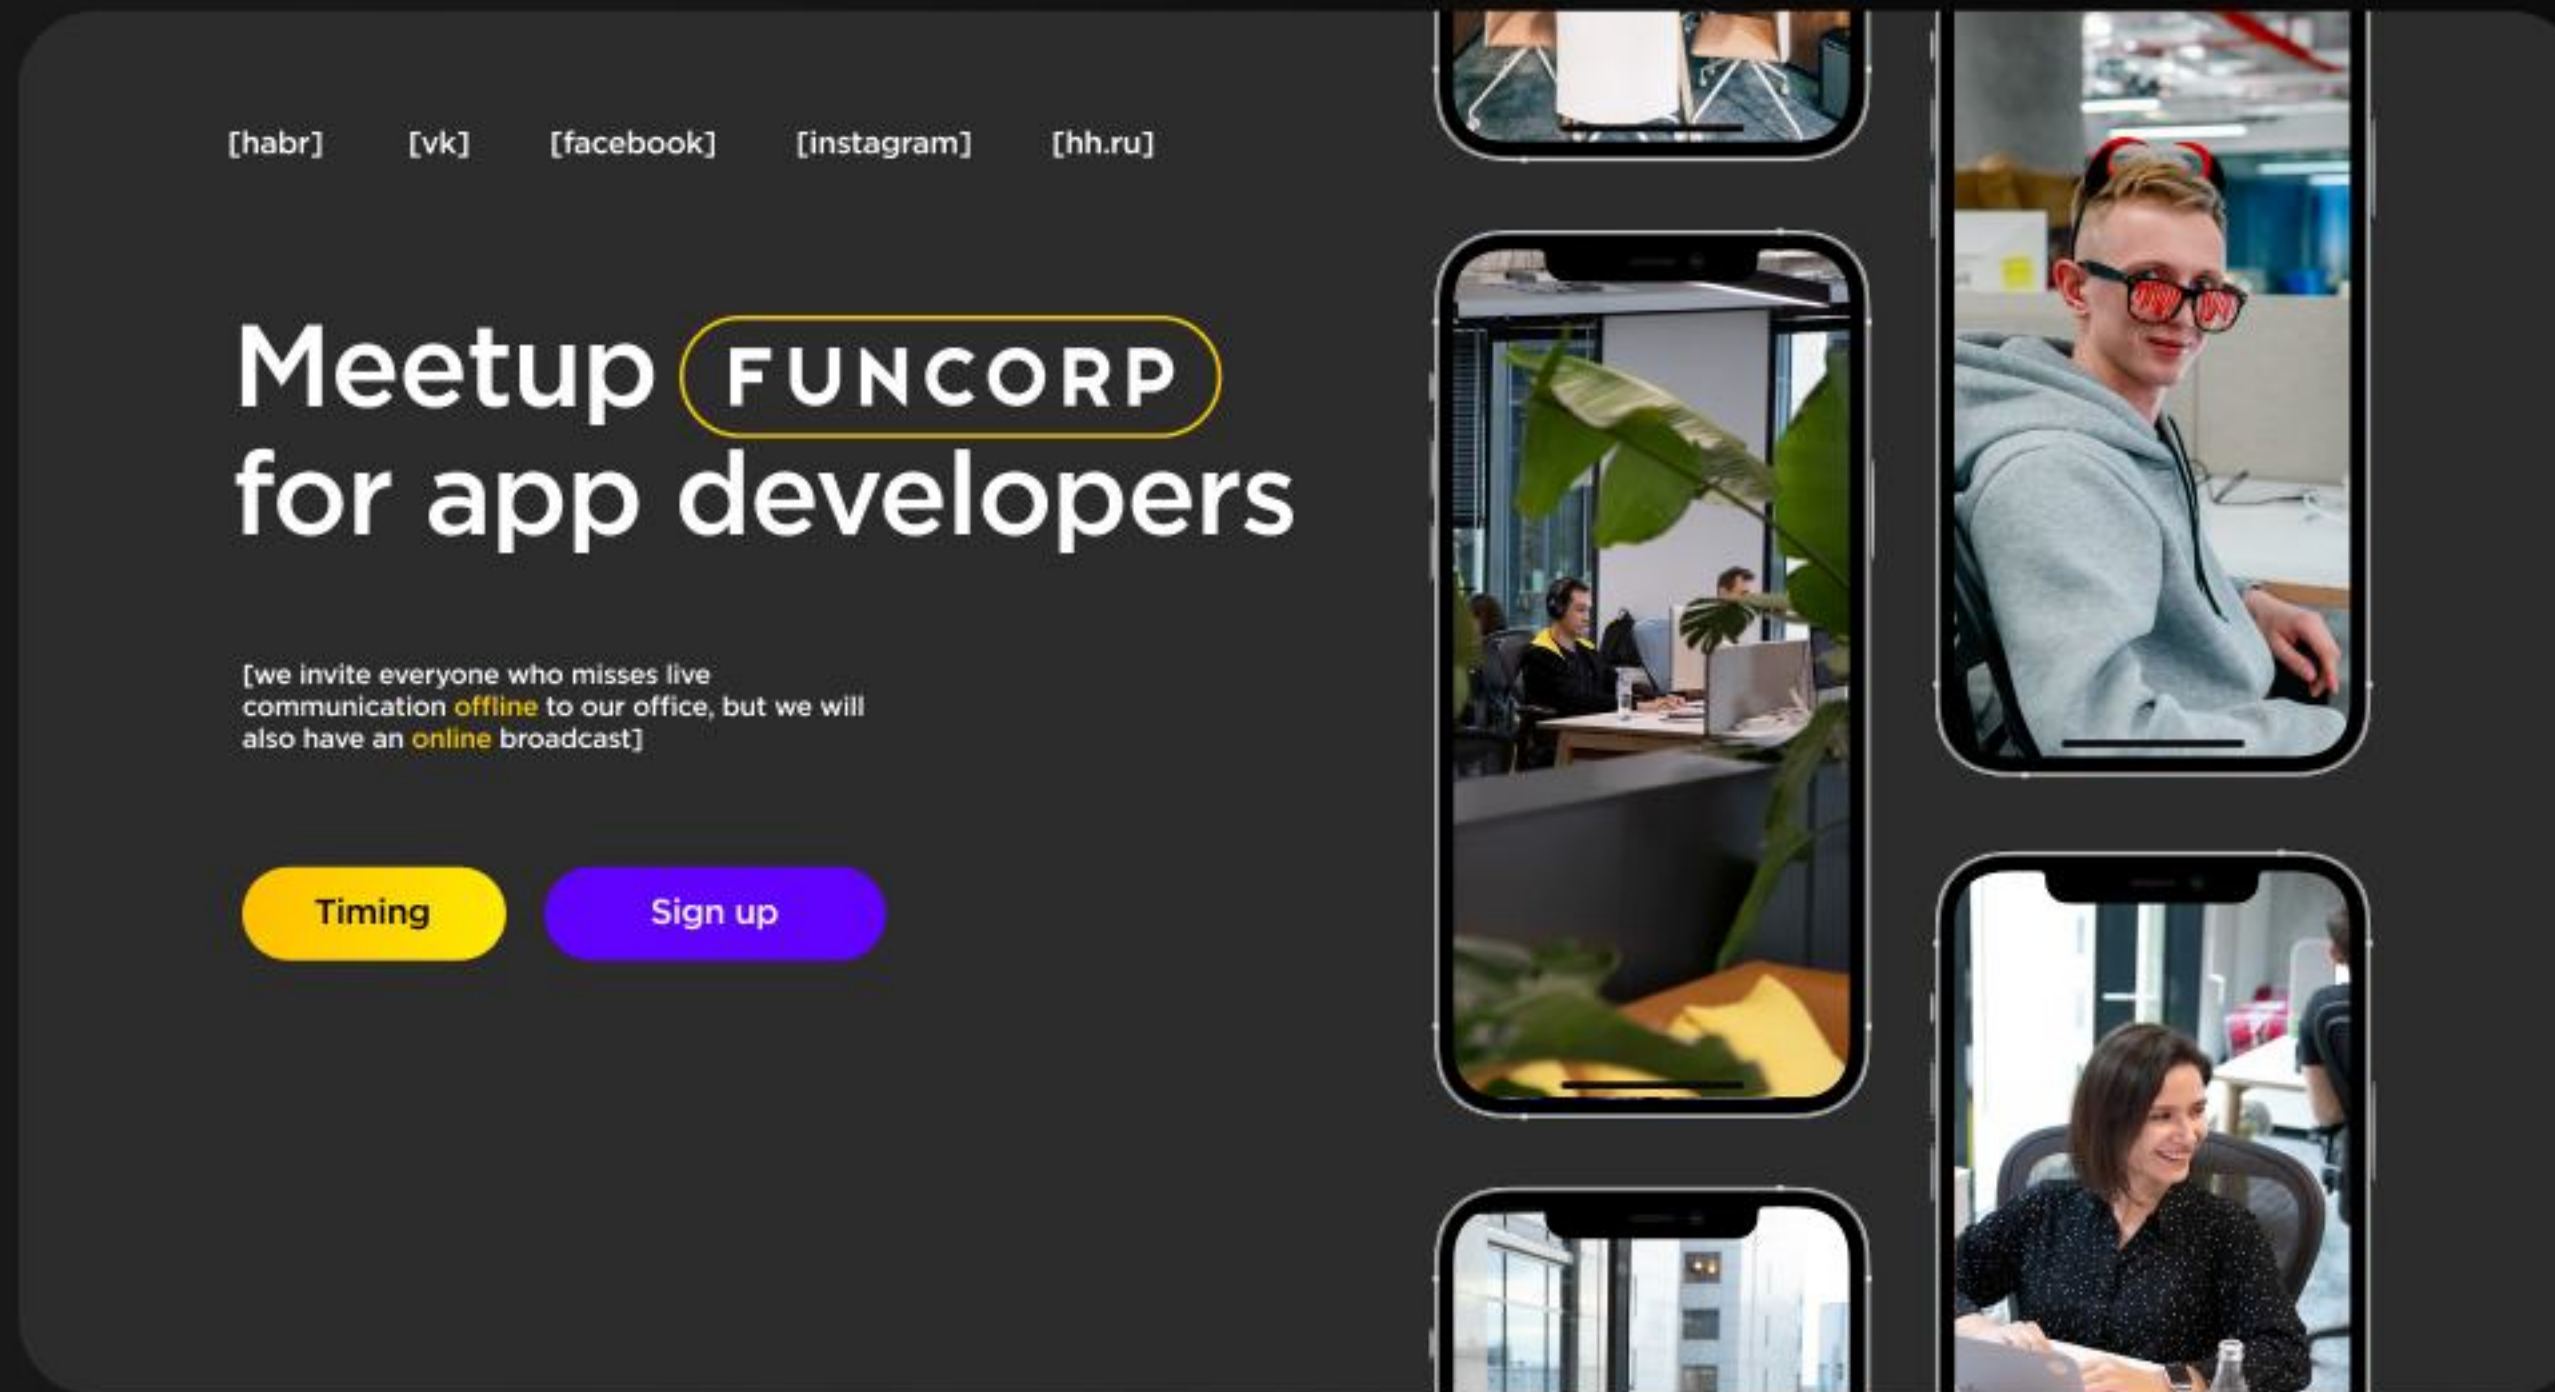 [habr] [vk] [facebook] [instagram] [hh.ru]
Meetup FUNCORP
for app developers
[we invite everyone who misses live
communication offline to our office, but we will
also have an online broadcast]
Timing Sign up